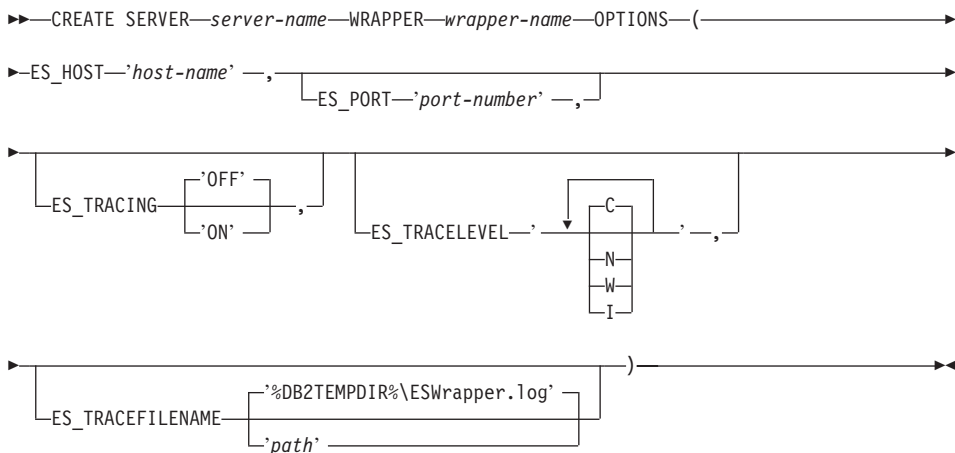 CREATE SERVER server-name WRAPPER wrapper-name OPTIONS (
ES_HOST 'host-name' ,
ES_PORT 'port-number' ,
ES_TRACING 'OFF' ,
'ON'
ES_TRACELEVEL ' C ' ,
N
W
I
)
'%DB2TEMPDIR%\ESWrapper.log'
ES_TRACEFILENAME
'path'